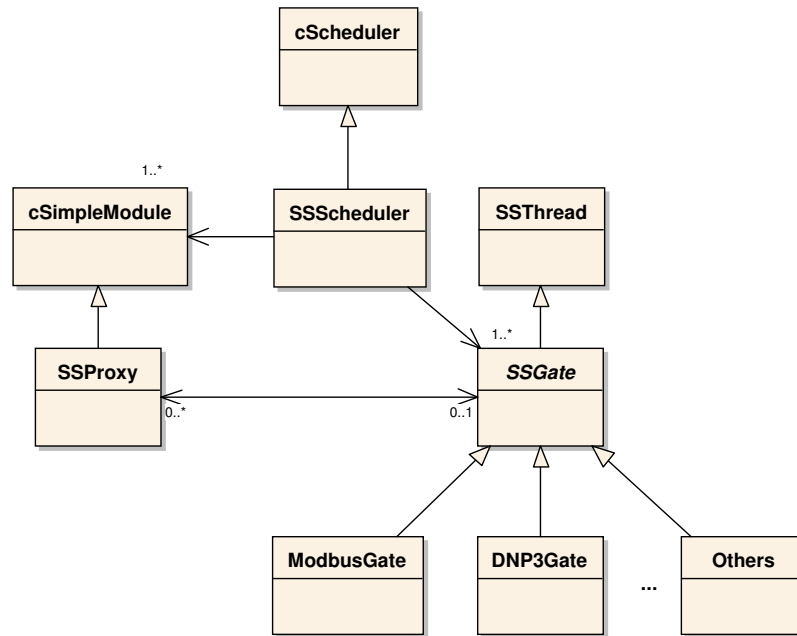 cScheduler
1..*
cSimpleModule
SSScheduler
SSThread
1..*
SSProxy
SSGate
0..*
0..1
ModbusGate
DNP3Gate
...
Others